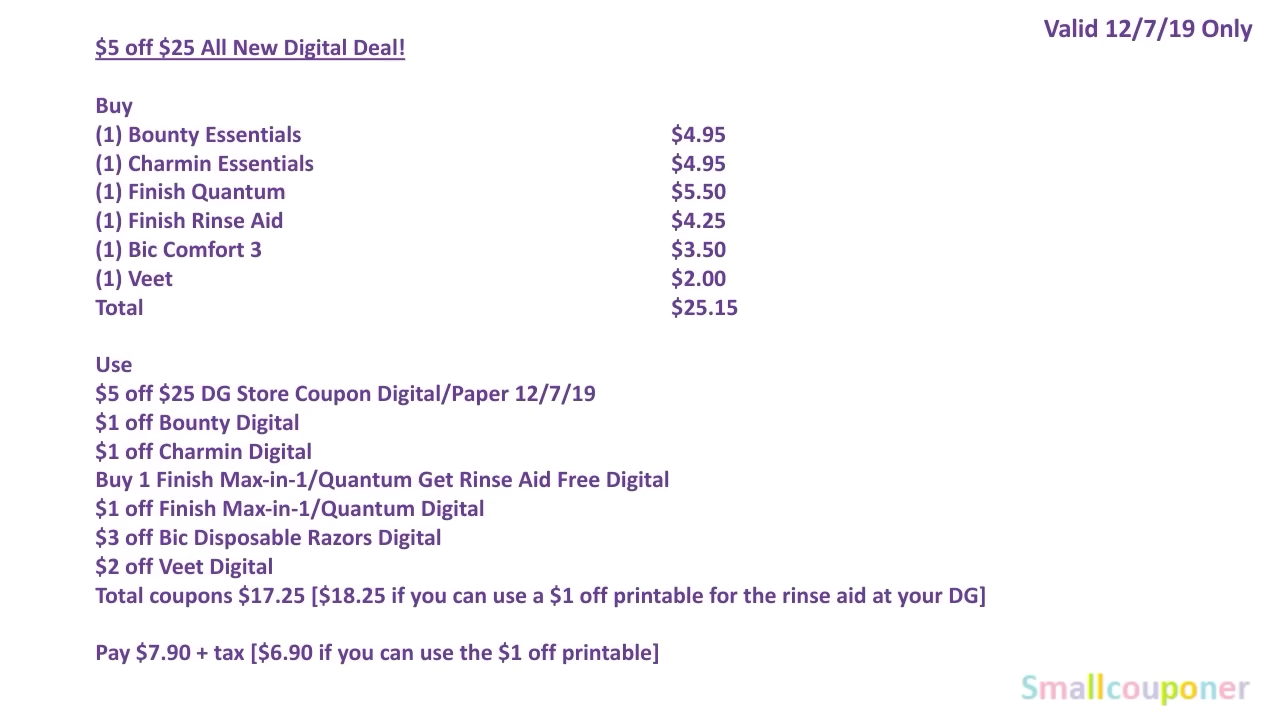 Valid 12/7/19 Only
$5 off $25 All New Digital Deal!
Buy
(1) Bounty Essentials $4.95
(1) Charmin Essentials $4.95
(1) Finish Quantum $5.50
(1) Finish Rinse Aid $4.25
(1) Bic Comfort 3 $3.50
(1) Veet $2.00
Total $25.15
Use
$5 off $25 DG Store Coupon Digital/Paper 12/7/19
$1 off Bounty Digital
$1 off Charmin Digital
Buy 1 Finish Max-in-1/Quantum Get Rinse Aid Free Digital
$1 off Finish Max-in-1/Quantum Digital
$3 off Bic Disposable Razors Digital
$2 off Veet Digital
Total coupons $17.25 [$18.25 if you can use a $1 off printable for the rinse aid at your DG]
Pay $7.90 + tax [$6.90 if you can use the $1 off printable]
Smallcouponer